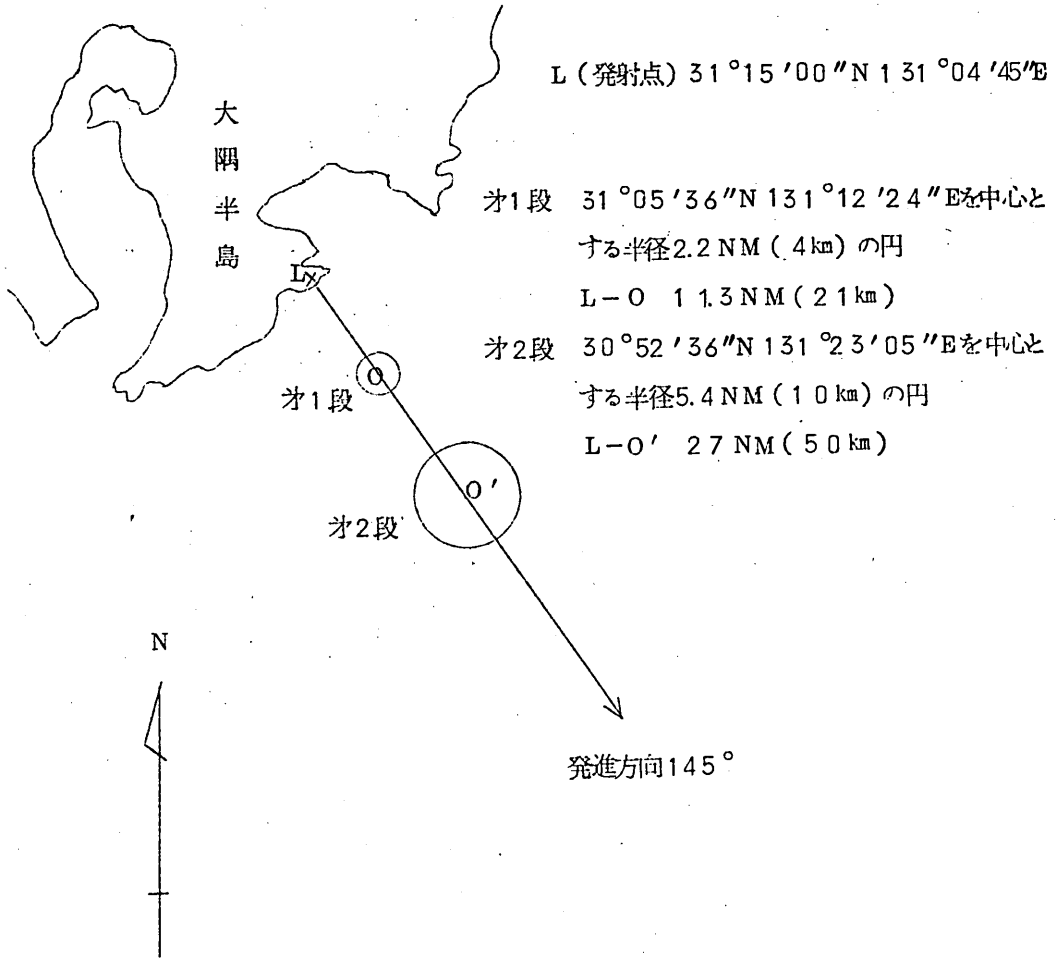 L(発射点)31°15′00″N 131°04′45″E
大隅半島
才1段 31°05′36″N 131°12′24″Eを中心と
する半径2.2NM(4km)の円
L-O 11.3NM(21km)
才2段 30°52′36″N 131°23′05″Eを中心と
する半径5.4NM(10km)の円
L-O′ 27NM(50km)
L
O
才1段
O′
才2段
N
発進方向145°